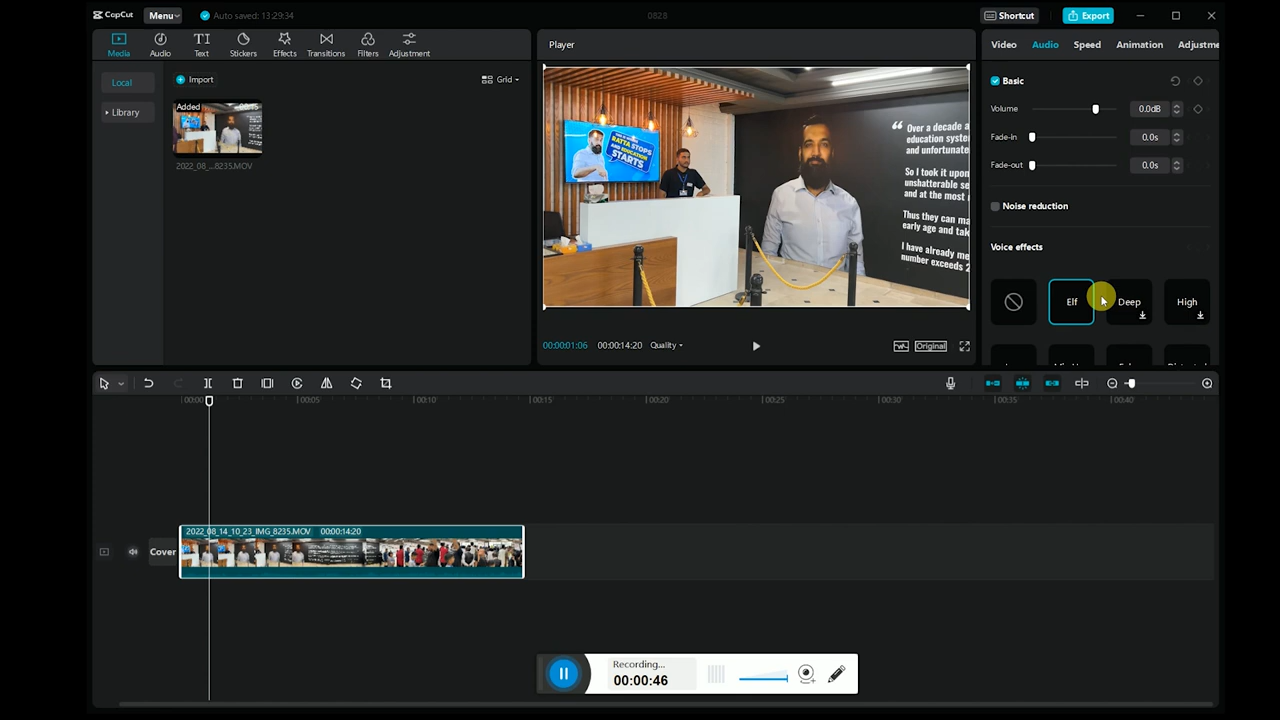 CapCut
Menu
Auto saved: 13:29:34
0828
Shortcut
Export
Media
Audio
Text
Stickers
Effects
Transitions
Filters
Adjustment
Local
Library
Import
Grid
Added
2022_08_...8235.MOV
Player
RATTA STOPS
AND EDUCATION
STARTS
“ Over a decade a
education syste
and unfortunate
So I took it upon
unshatterable se
and at the most
Thus they can ma
early age and tak
I have already me
number exceeds 2
00:00:01:06
00:00:14:20
Quality
Original
Video
Audio
Speed
Animation
Adjustme
Basic
Volume
0.0dB
Fade-in
0.0s
Fade-out
0.0s
Noise reduction
Voice effects
Elf
Deep
High
00:00
00:05
00:10
00:15
00:20
00:25
00:30
00:35
00:40
2022_08_14_10_23_IMG_8235.MOV 00:00:14:20
Cover
Recording...
00:00:46